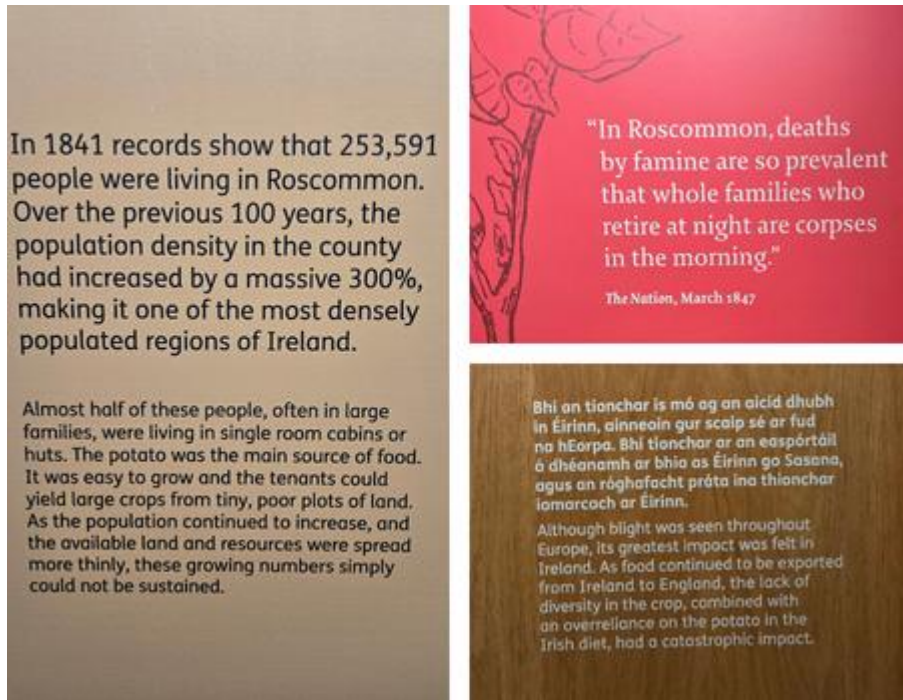 In 1841 records show that 253,591
people were living in Roscommon.
Over the previous 100 years, the
population density in the county
had increased by a massive 300%,
making it one of the most densely
populated regions of Ireland.
Almost half of these people, often in large
families, were living in single room cabins or
huts. The potato was the main source of food.
It was easy to grow and the tenants could
yield large crops from tiny, poor plots of land.
As the population continued to increase, and
the available land and resources were spread
more thinly, these growing numbers simply
could not be sustained.
“In Roscommon, deaths
by famine are so prevalent
that whole families who
retire at night are corpses
in the morning.”
The Nation, March 1847
Bhí an tionchar is mó ag an aicíd dhubh
in Éirinn, ainneoin gur scaip sé ar fud
na hEorpa. Bhí tionchar ar an easpórtáil
á dhéanamh ar bhia as Éirinn go Sasana,
agus an róghafacht práta ina thionchar
iomarcach ar Éirinn.
Although blight was seen throughout
Europe, its greatest impact was felt in
Ireland. As food continued to be exported
from Ireland to England, the lack of
diversity in the crop, combined with
an overreliance on the potato in the
Irish diet, had a catastrophic impact.